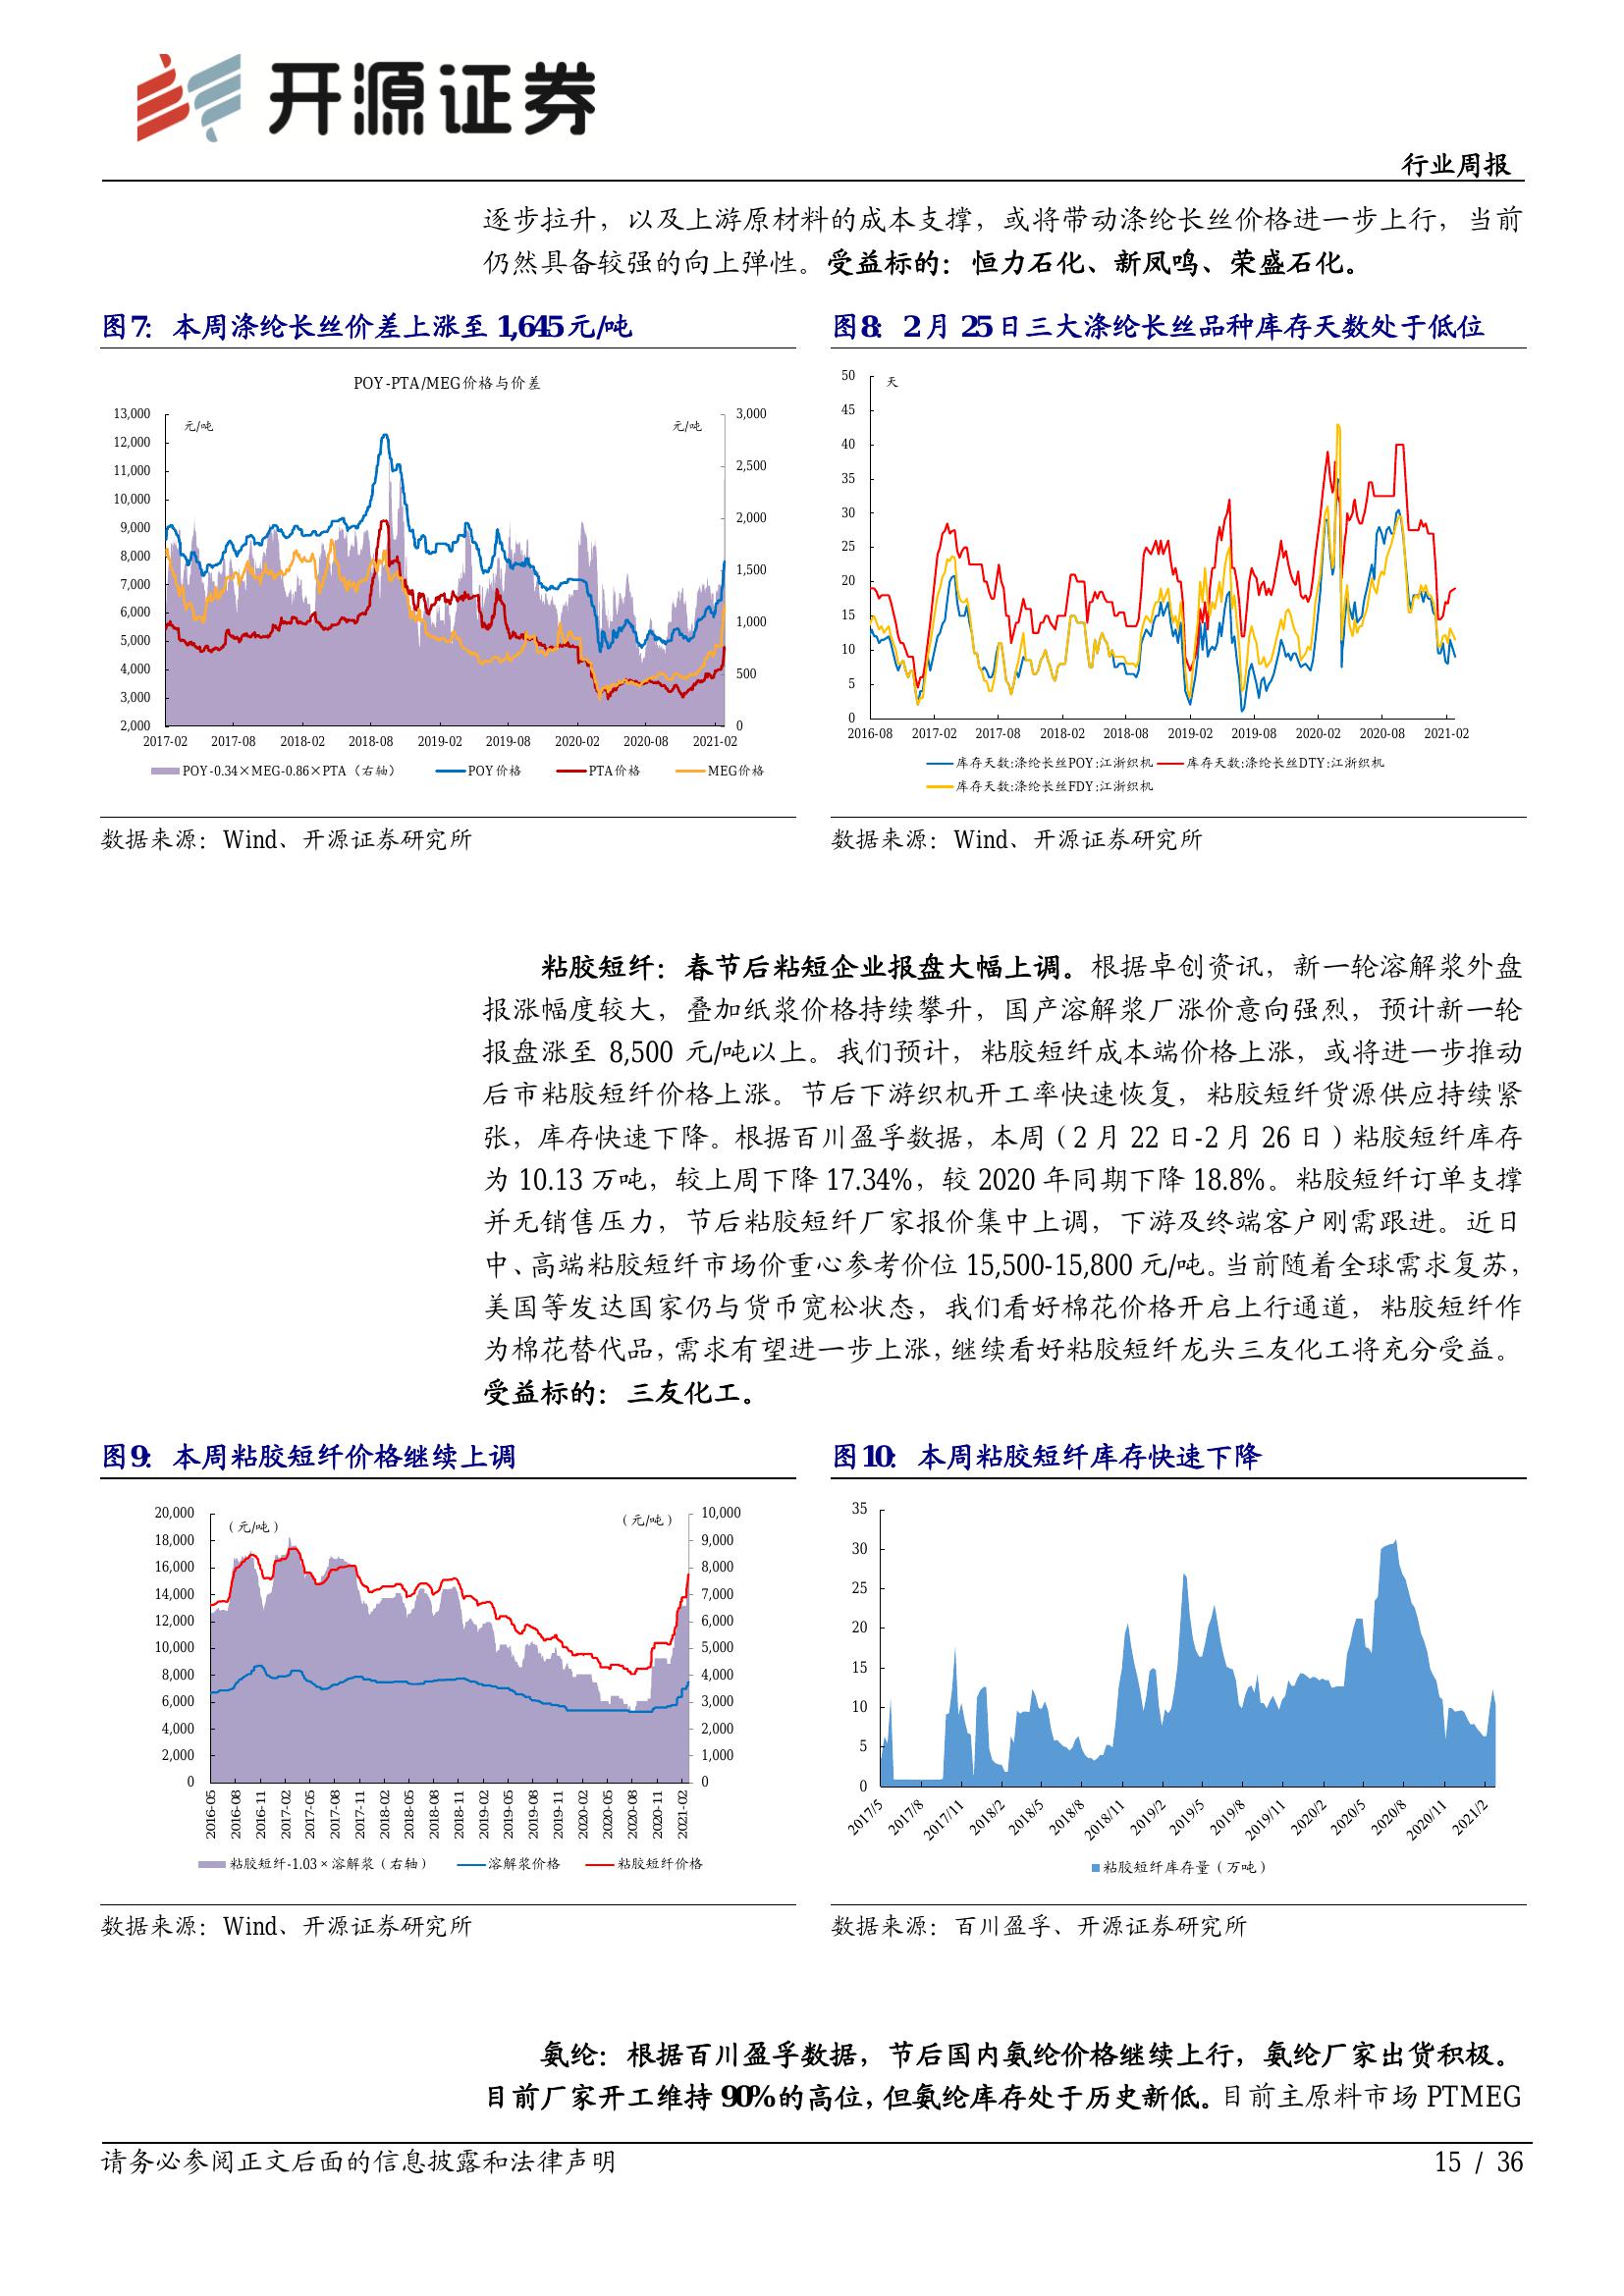 开源证券
行业周报
逐步拉升，以及上游原材料的成本支撑，或将带动涤纶长丝价格进一步上行，当前
仍然具备较强的向上弹性。受益标的：恒力石化、新凤鸣、荣盛石化。
图7：本周涤纶长丝价差上涨至 1,645 元/吨
POY-PTA/MEG价格与价差
元/吨
元/吨
13,000
12,000
11,000
10,000
9,000
8,000
7,000
6,000
5,000
4,000
3,000
2,000
3,000
2,500
2,000
1,500
1,000
500
0
2017-02 2017-08 2018-02 2018-08 2019-02 2019-08 2020-02 2020-08 2021-02
POY-0.34×MEG-0.86×PTA（右轴） POY价格 PTA价格 MEG价格
数据来源：Wind、开源证券研究所
图8：2 月 25 日三大涤纶长丝品种库存天数处于低位
天
50
45
40
35
30
25
20
15
10
5
0
2016-08 2017-02 2017-08 2018-02 2018-08 2019-02 2019-08 2020-02 2020-08 2021-02
库存天数:涤纶长丝POY:江浙织机 库存天数:涤纶长丝DTY:江浙织机
库存天数:涤纶长丝FDY:江浙织机
数据来源：Wind、开源证券研究所
粘胶短纤：春节后粘短企业报盘大幅上调。根据卓创资讯，新一轮溶解浆外盘
报涨幅度较大，叠加纸浆价格持续攀升，国产溶解浆厂涨价意向强烈，预计新一轮
报盘涨至 8,500 元/吨以上。我们预计，粘胶短纤成本端价格上涨，或将进一步推动
后市粘胶短纤价格上涨。节后下游织机开工率快速恢复，粘胶短纤货源供应持续紧
张，库存快速下降。根据百川盈孚数据，本周（2 月 22 日-2 月 26 日）粘胶短纤库存
为 10.13 万吨，较上周下降 17.34%，较 2020 年同期下降 18.8%。粘胶短纤订单支撑
并无销售压力，节后粘胶短纤厂家报价集中上调，下游及终端客户刚需跟进。近日
中、高端粘胶短纤市场价重心参考价位 15,500-15,800 元/吨。当前随着全球需求复苏，
美国等发达国家仍与货币宽松状态，我们看好棉花价格开启上行通道，粘胶短纤作
为棉花替代品，需求有望进一步上涨，继续看好粘胶短纤龙头三友化工将充分受益。
受益标的：三友化工。
图9：本周粘胶短纤价格继续上调
（元/吨）
（元/吨）
20,000
18,000
16,000
14,000
12,000
10,000
8,000
6,000
4,000
2,000
0
10,000
9,000
8,000
7,000
6,000
5,000
4,000
3,000
2,000
1,000
0
2016-05 2016-08 2016-11 2017-02 2017-05 2017-08 2017-11 2018-02 2018-05 2018-08 2018-11 2019-02 2019-05 2019-08 2019-11 2020-02 2020-05 2020-08 2020-11 2021-02
粘胶短纤-1.03×溶解浆（右轴） 溶解浆价格 粘胶短纤价格
数据来源：Wind、开源证券研究所
图10：本周粘胶短纤库存快速下降
35
30
25
20
15
10
5
0
2017/5 2017/8 2017/11 2018/2 2018/5 2018/8 2018/11 2019/2 2019/5 2019/8 2019/11 2020/2 2020/5 2020/8 2020/11 2021/2
粘胶短纤库存量（万吨）
数据来源：百川盈孚、开源证券研究所
氨纶：根据百川盈孚数据，节后国内氨纶价格继续上行，氨纶厂家出货积极。
目前厂家开工维持 90%的高位，但氨纶库存处于历史新低。目前主原料市场 PTMEG
请务必参阅正文后面的信息披露和法律声明
15 / 36